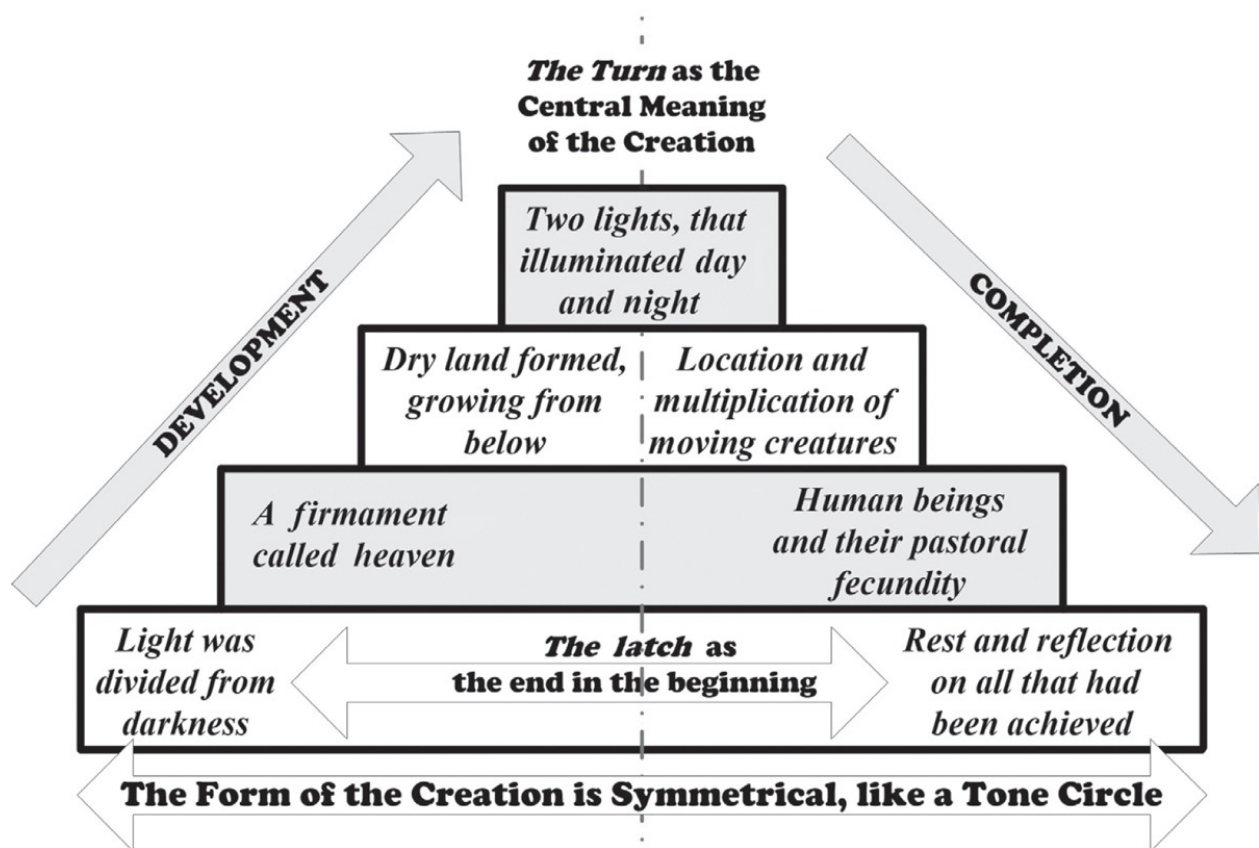 The Turn as the
Central Meaning
of the Creation
DEVELOPMENT
COMPLETION
Two lights, that
illuminated day
and night
Dry land formed,
growing from
below
Location and
multiplication of
moving creatures
A firmament
called heaven
Human beings
and their pastoral
fecundity
Light was
divided from
darkness
The latch as
the end in the beginning
Rest and reflection
on all that had
been achieved
The Form of the Creation is Symmetrical, like a Tone Circle